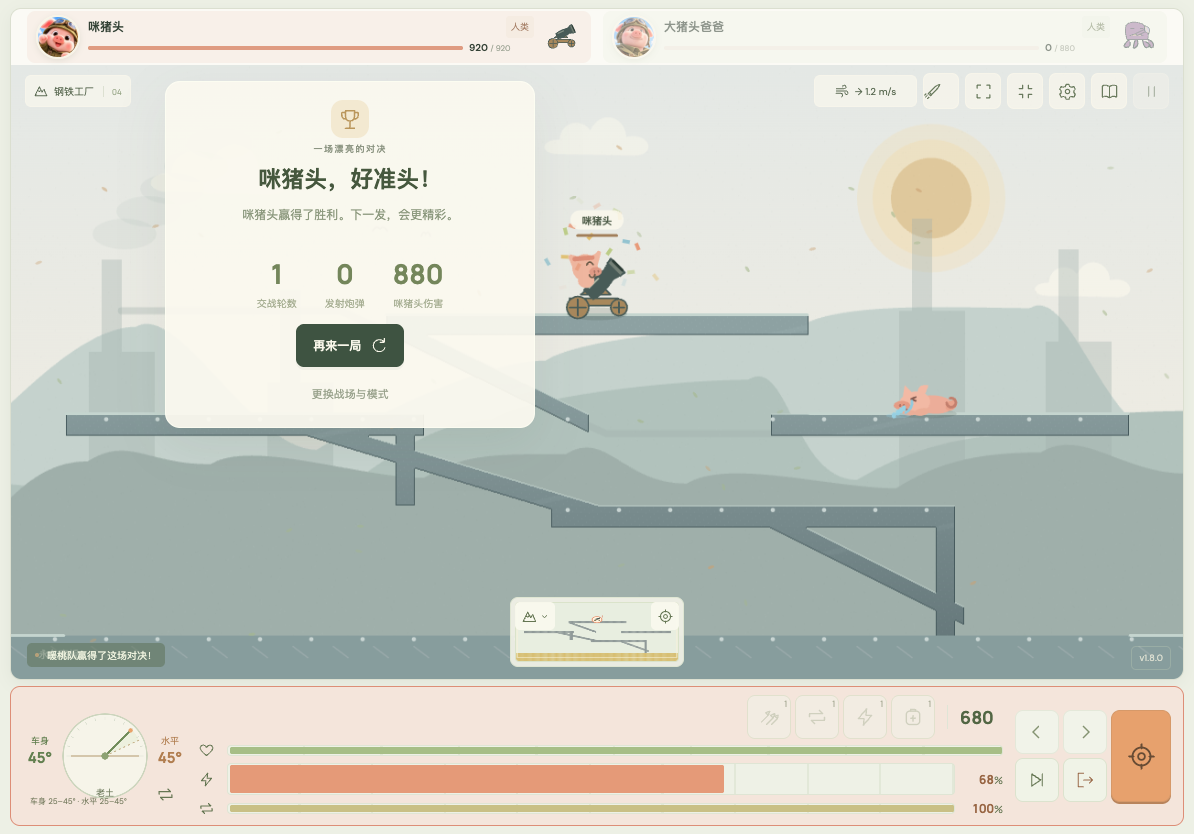 咪猪头
人类
920 / 920
大猪头爸爸
人类
0 / 880
钢铁工厂 04
→ 1.2 m/s
一场漂亮的对决
咪猪头，好准头！
咪猪头赢得了胜利。下一发，会更精彩。
1 0 880
交战轮数 发射炮弹 咪猪头伤害
再来一局
更换战场与模式
咪猪头
暖桃队赢得了这场对决！
v1.8.0
1 1 1 1
680
车身
45°
水平
45°
老土
车身 25–45° · 水平 25–45°
68%
100%